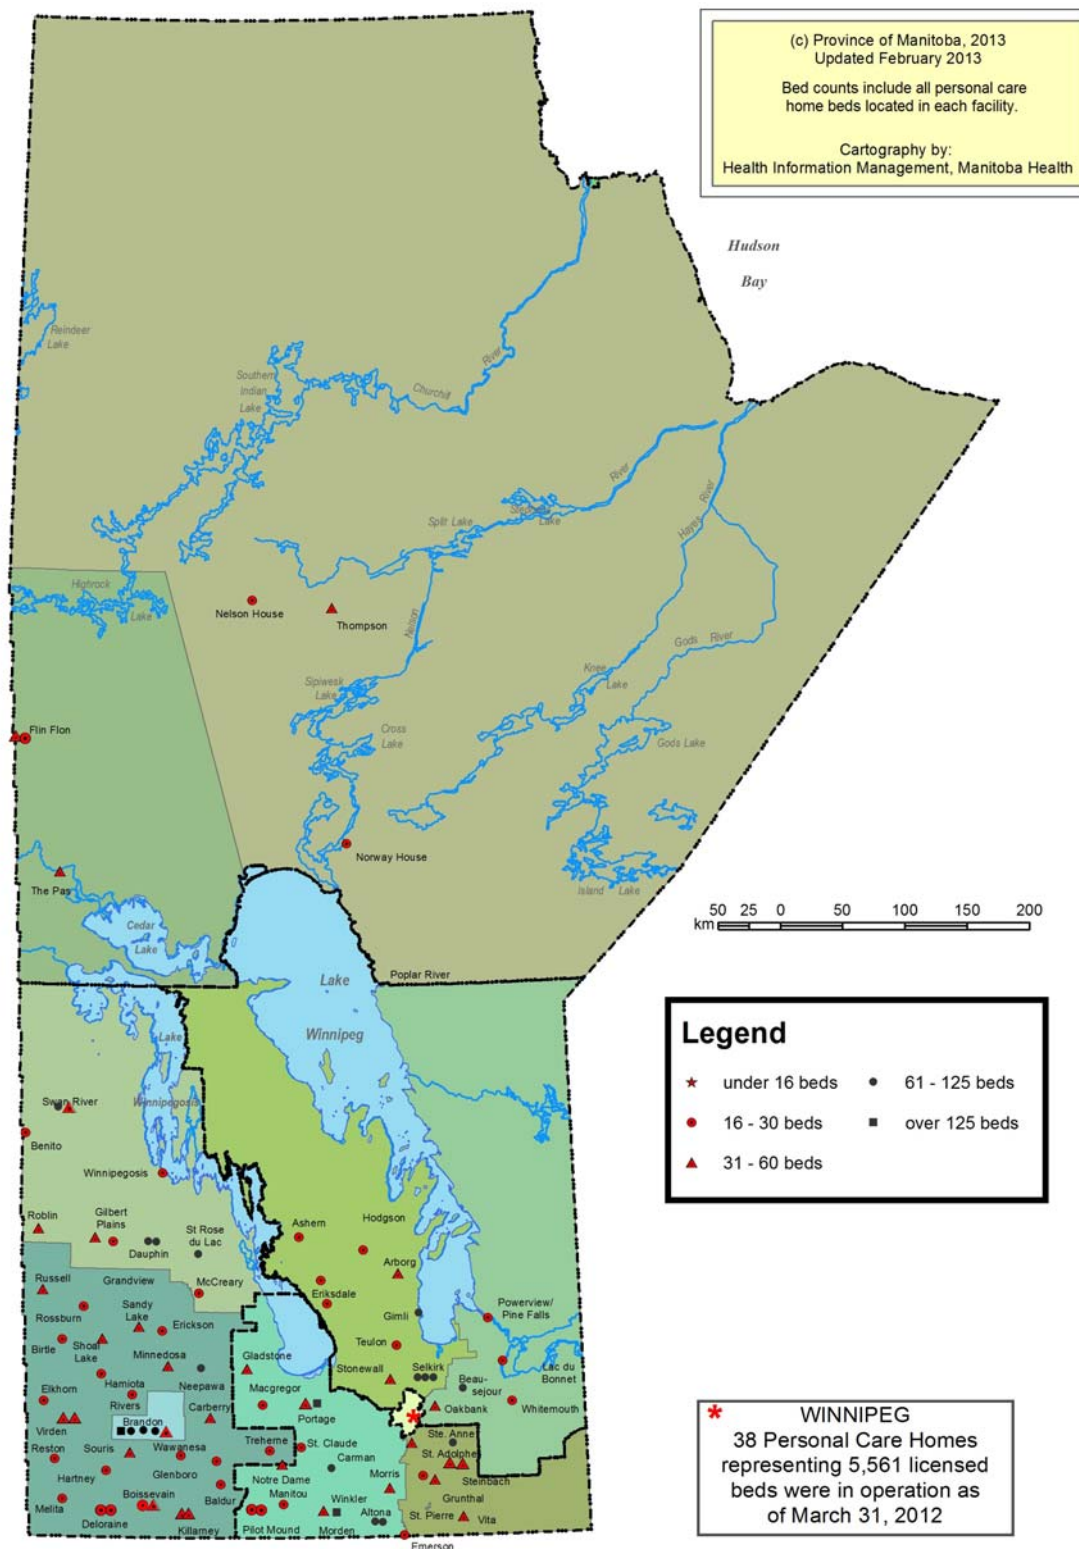 (c) Province of Manitoba, 2013
Updated February 2013
Bed counts include all personal care
home beds located in each facility.
Cartography by:
Health Information Management, Manitoba Health
Hudson
Bay
Reindeer
Lake
Southern
Indian
Lake
Churchill
River
River
Split Lake
Stephens
Lake
Hayes
River
Highrock
Lake
Nelson House
Thompson
Nelson
Gods River
Knee
Lake
Sipiwesk
Lake
Cross
Lake
Gods Lake
Flin Flon
Norway House
Island Lake
The Pas
Cedar
Lake
50 25 0 50 100 150 200
km
Poplar River
Lake
Winnipeg
Lake
Winnipegosis
Legend
under 16 beds
61 - 125 beds
16 - 30 beds
over 125 beds
31 - 60 beds
Swan River
Benito
Winnipegosis
Roblin
Gilbert
Plains
Dauphin
St Rose
du Lac
Ashern
Hodgson
Arborg
Russell
Grandview
McCreary
Eriksdale
Gimli
Powerview/
Pine Falls
Rossburn
Sandy
Lake
Erickson
Birtle
Shoal
Lake
Minnedosa
Teulon
Gladstone
Stonewall
Selkirk
Beau-
sejour
Lac du
Bonnet
Elkhorn
Hamiota
Neepawa
Rivers
Carberry
Macgregor
Portage
Oakbank
Whitemouth
Virden
Brandon
Ste. Anne
Reston
Souris
Wawanesa
Treherne
St. Claude
Carman
St. Adolphe
Hartney
Glenboro
Notre Dame
Morris
Steinbach
Melita
Boissevain
Baldur
Manitou
Winkler
Grunthal
Deloraine
Killarney
Pilot Mound
Morden
Altona
St. Pierre
Vita
Emerson
* WINNIPEG
38 Personal Care Homes
representing 5,561 licensed
beds were in operation as
of March 31, 2012